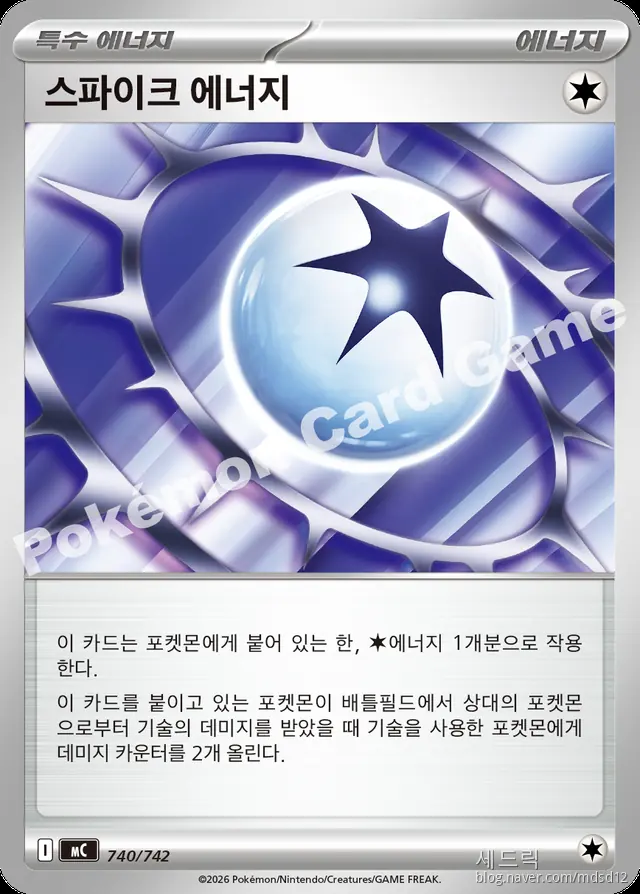 특수 에너지
에너지
스파이크 에너지
Pokémon Card Game
이 카드는 포켓몬에게 붙어 있는 한, ✶에너지 1개분으로 작용
한다.
이 카드를 붙이고 있는 포켓몬이 배틀필드에서 상대의 포켓몬
으로부터 기술의 데미지를 받았을 때 기술을 사용한 포켓몬에게
데미지 카운터를 2개 올린다.
I MC 740/742
세드릭
blog.naver.com/mdsd12
©2026 Pokémon/Nintendo/Creatures/GAME FREAK.